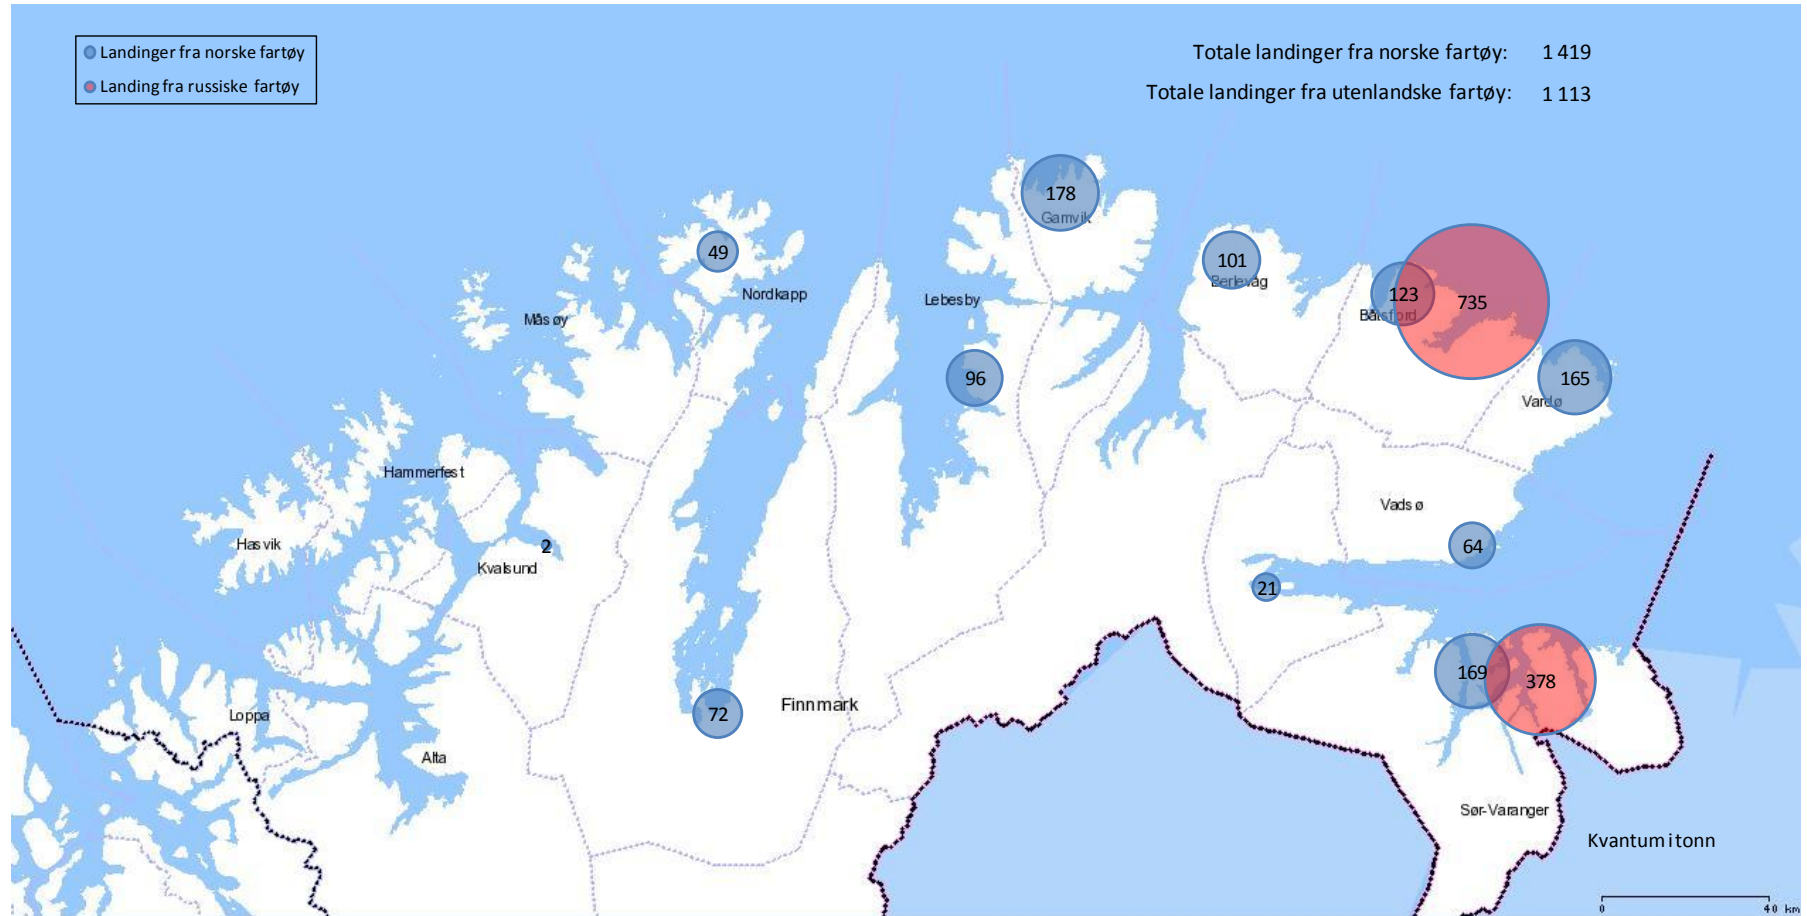 Landinger fra norske fartøy
Landing fra russiske fartøy
Totale landinger fra norske fartøy: 1 419
Totale landinger fra utenlandske fartøy: 1 113
178
Gamvik
49
101
Berlevåg
Nordkapp
Lebesby
123
735
Båtsfjord
Måsøy
96
165
Vardø
Hammerfest
Vadsø
Hasvik
2
64
Kvalsund
21
169
378
Finnmark
72
Loppa
Alta
Sør-Varanger
Kvantum i tonn
0 40 km